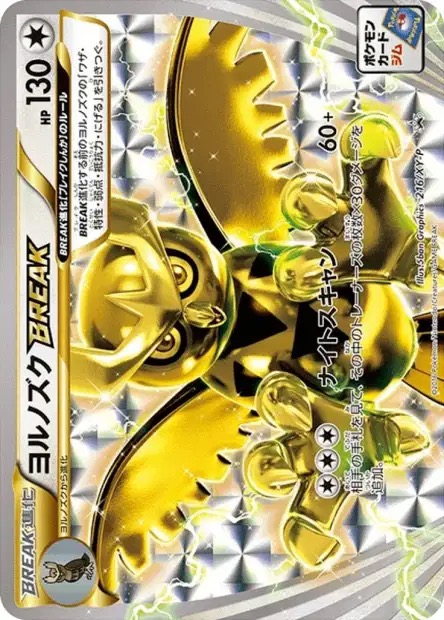 BREAK進化
ヨルノズク BREAK
HP 130
ヨルノズクから進化
BREAK進化[ブレイクしんか]のルール
BREAK進化する前のヨルノズクの「ワザ・
特性・弱点・抵抗力・にげる」を引きつぐ。
ポケモン
カード
ジム
ナイトスキャン 60+
相手の手札を見て、その中のトレーナーズの枚数×30ダメージを
追加。
Illus. 5ban Graphics 216/XY-P